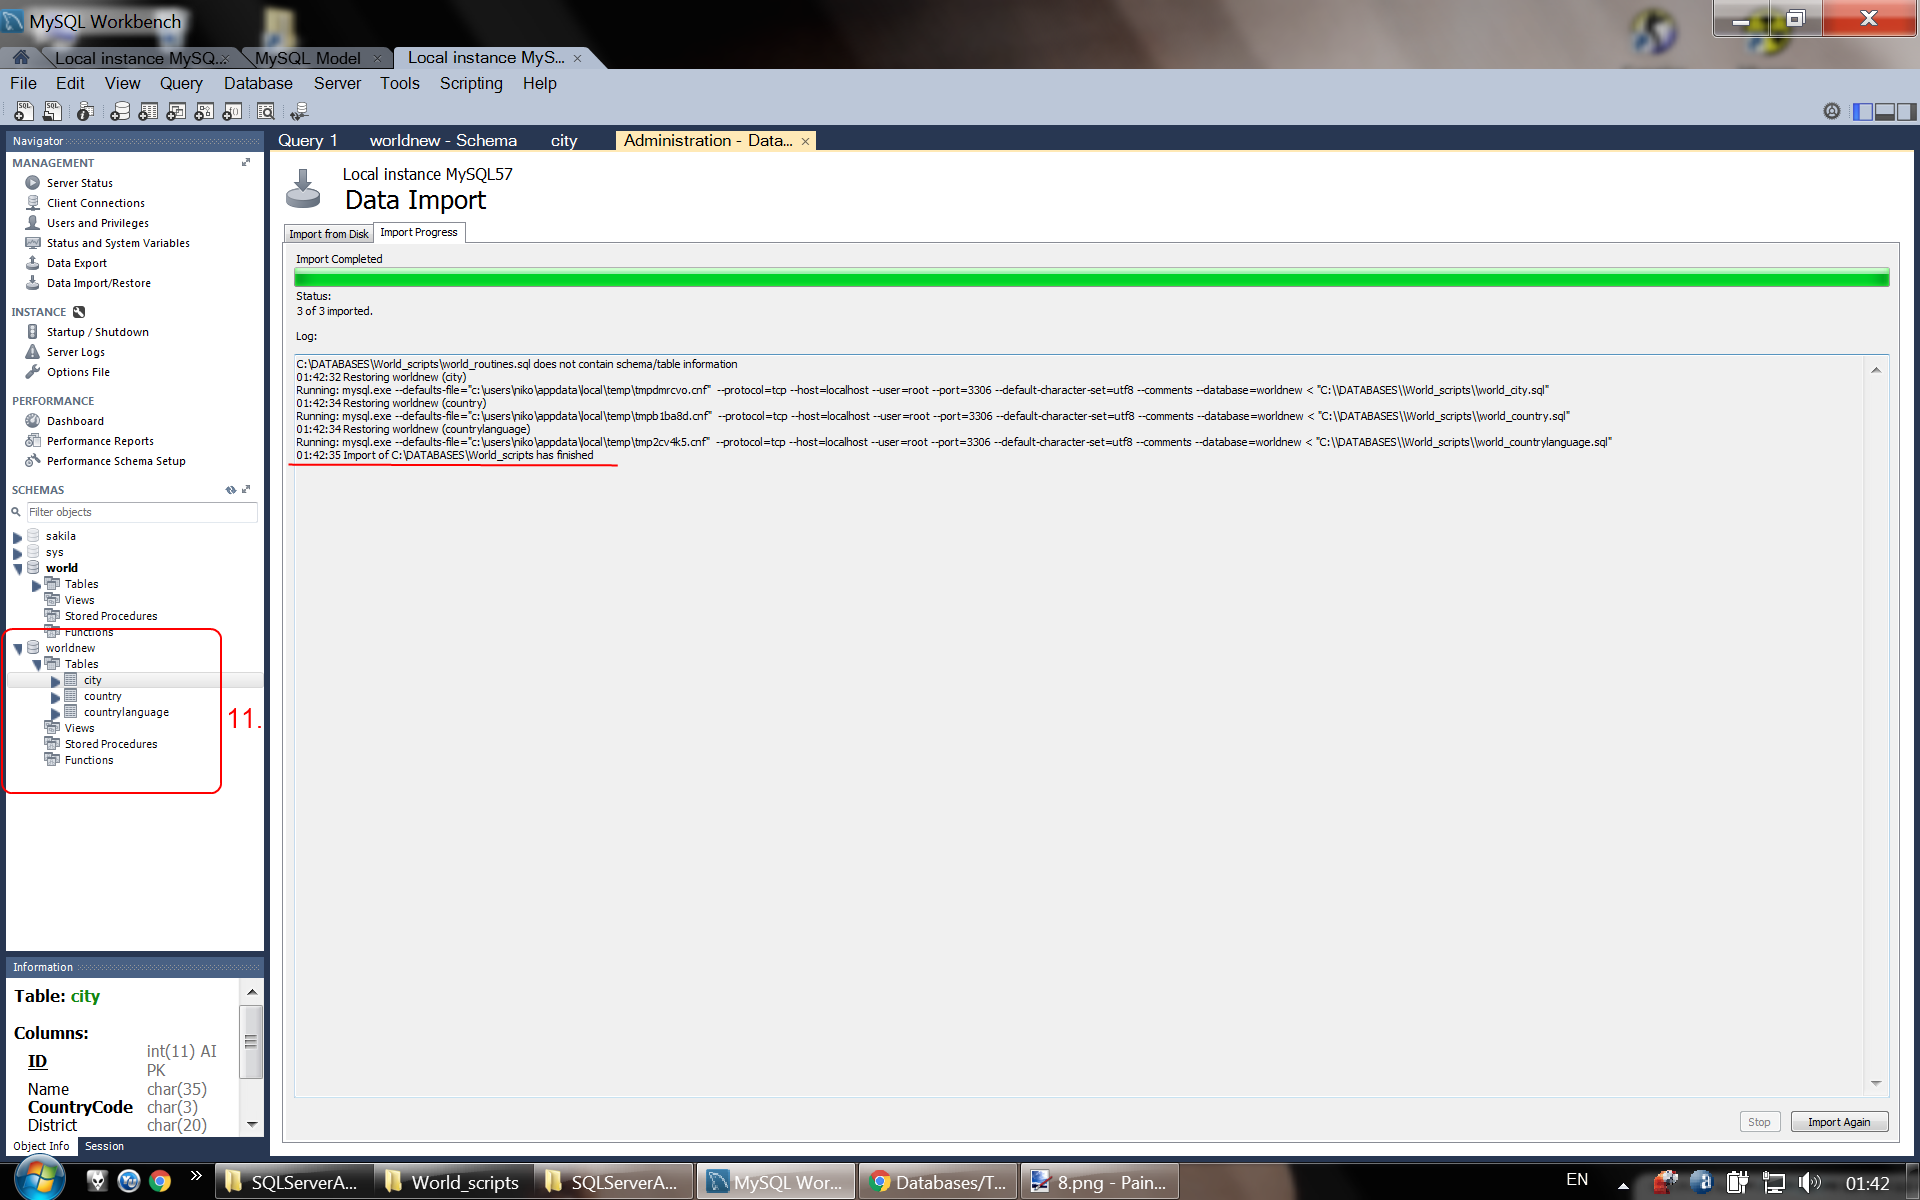 MySQL Workbench
Local instance MySQ...
MySQL Model
Local instance MyS...
File Edit View Query Database Server Tools Scripting Help
Navigator
MANAGEMENT
Server Status
Client Connections
Users and Privileges
Status and System Variables
Data Export
Data Import/Restore
INSTANCE
Startup / Shutdown
Server Logs
Options File
PERFORMANCE
Dashboard
Performance Reports
Performance Schema Setup
SCHEMAS
Filter objects
sakila
sys
world
Tables
Views
Stored Procedures
Functions
worldnew
Tables
city
country
countrylanguage
Views
Stored Procedures
Functions
11.
Information
Table: city
Columns:
ID int(11) AI PK
Name char(35)
CountryCode char(3)
District char(20)
Object Info Session
Query 1 worldnew - Schema city Administration - Data...
Local instance MySQL57
Data Import
Import from Disk Import Progress
Import Completed
Status:
3 of 3 imported.
Log:
C:\DATABASES\World_scripts\world_routines.sql does not contain schema/table information
01:42:32 Restoring worldnew (city)
Running: mysql.exe --defaults-file="c:\users\niko\appdata\local\temp\tmpdmrcvo.cnf" --protocol=tcp --host=localhost --user=root --port=3306 --default-character-set=utf8 --comments --database=worldnew < "C:\\DATABASES\\World_scripts\\world_city.sql"
01:42:34 Restoring worldnew (country)
Running: mysql.exe --defaults-file="c:\users\niko\appdata\local\temp\tmpb1ba8d.cnf" --protocol=tcp --host=localhost --user=root --port=3306 --default-character-set=utf8 --comments --database=worldnew < "C:\\DATABASES\\World_scripts\\world_country.sql"
01:42:34 Restoring worldnew (countrylanguage)
Running: mysql.exe --defaults-file="c:\users\niko\appdata\local\temp\tmp2cv4k5.cnf" --protocol=tcp --host=localhost --user=root --port=3306 --default-character-set=utf8 --comments --database=worldnew < "C:\\DATABASES\\World_scripts\\world_countrylanguage.sql"
01:42:35 Import of C:\DATABASES\World_scripts has finished
Stop Import Again
SQLServerA... World_scripts SQLServerA... MySQL Wor... Databases/T... 8.png - Pain... EN 01:42